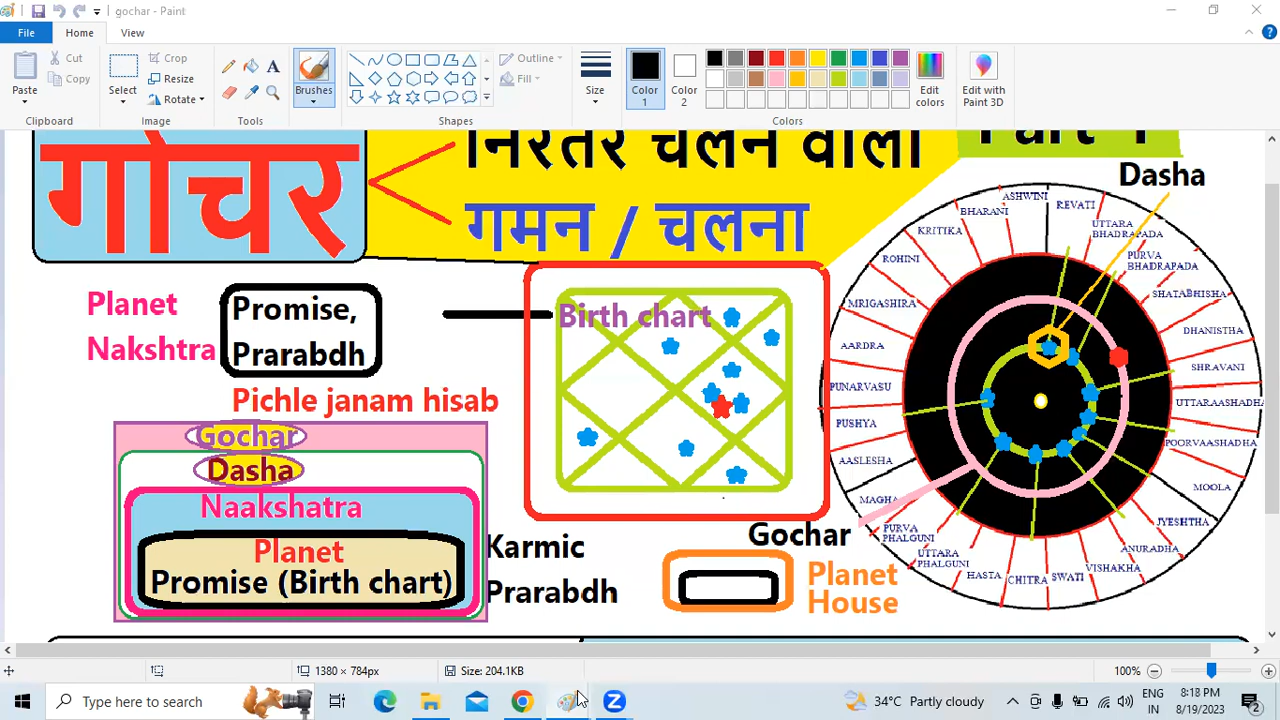 gochar - Paint
File
Home
View
Paste
Cut
Copy
Clipboard
Select
Crop
Resize
Rotate
Image
Tools
Brushes
Shapes
Outline
Fill
Size
Color 1
Color 2
Colors
Edit colors
Edit with Paint 3D
गोचर
निरंतर चलने वाला
गमन / चलना
Part
Dasha
Planet
Nakshtra
Promise,
Prarabdh
Pichle janam hisab
Gochar
Dasha
Naakshatra
Planet
Promise (Birth chart)
Karmic
Prarabdh
Birth chart
Gochar
Planet
House
ASHWINI
REVATI
UTTARA
BHADRAPADA
PURVA
BHADRAPADA
SHATABHISHA
DHANISTHA
SHRAVANI
UTTARAASHADHA
POORVAASHADHA
MOOLA
JYESHTHA
ANURADHA
VISHAKHA
SWATI
CHITRA
HASTA
UTTARA
PHALGUNI
PURVA
PHALGUNI
MAGHA
AASLESHA
PUSHYA
PUNARVASU
AARDRA
MRIGASHIRA
ROHINI
KRITIKA
BHARANI
1380 × 784px
Size: 204.1KB
100%
Type here to search
34°C Partly cloudy
ENG
IN
8:18 PM
8/19/2023
2